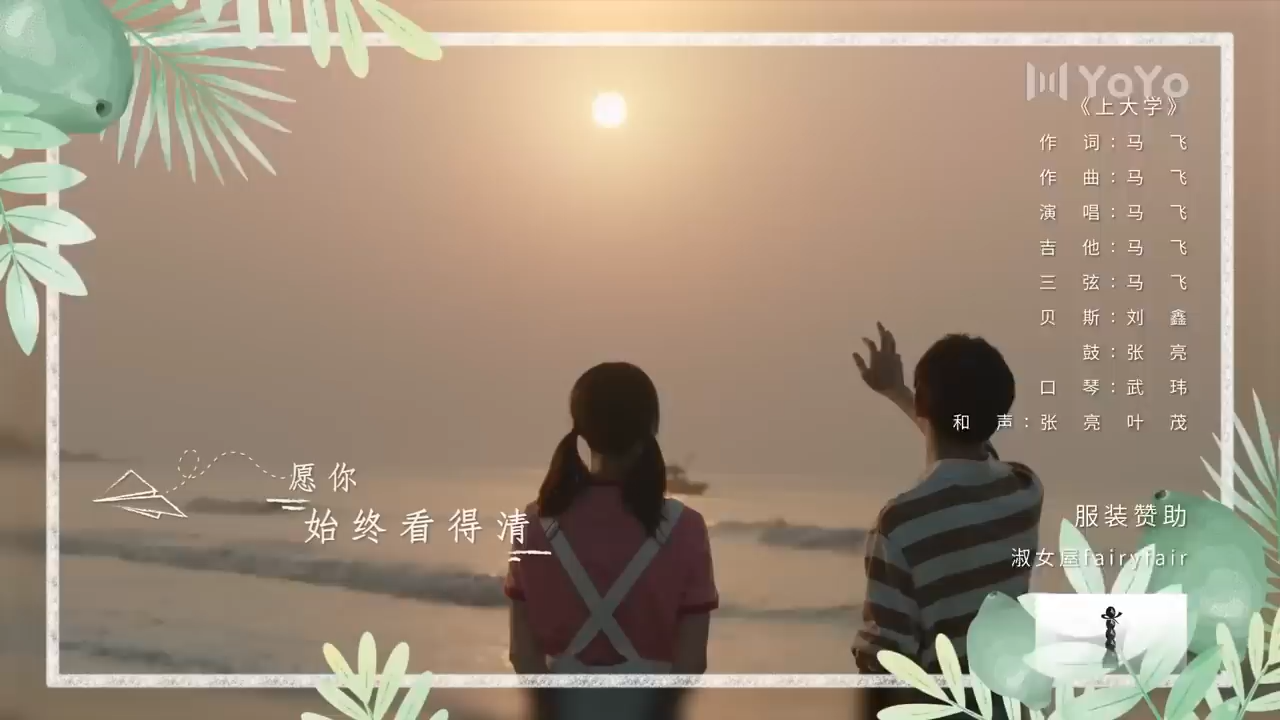 YoYo
《上大学》
作 词：马 飞
作 曲：马 飞
演 唱：马 飞
吉 他：马 飞
三 弦：马 飞
贝 斯：刘 鑫
鼓：张 亮
口 琴：武 玮
和 声：张 亮 叶 茂
愿你
始终看得清
服装赞助
淑女屋fairyfair